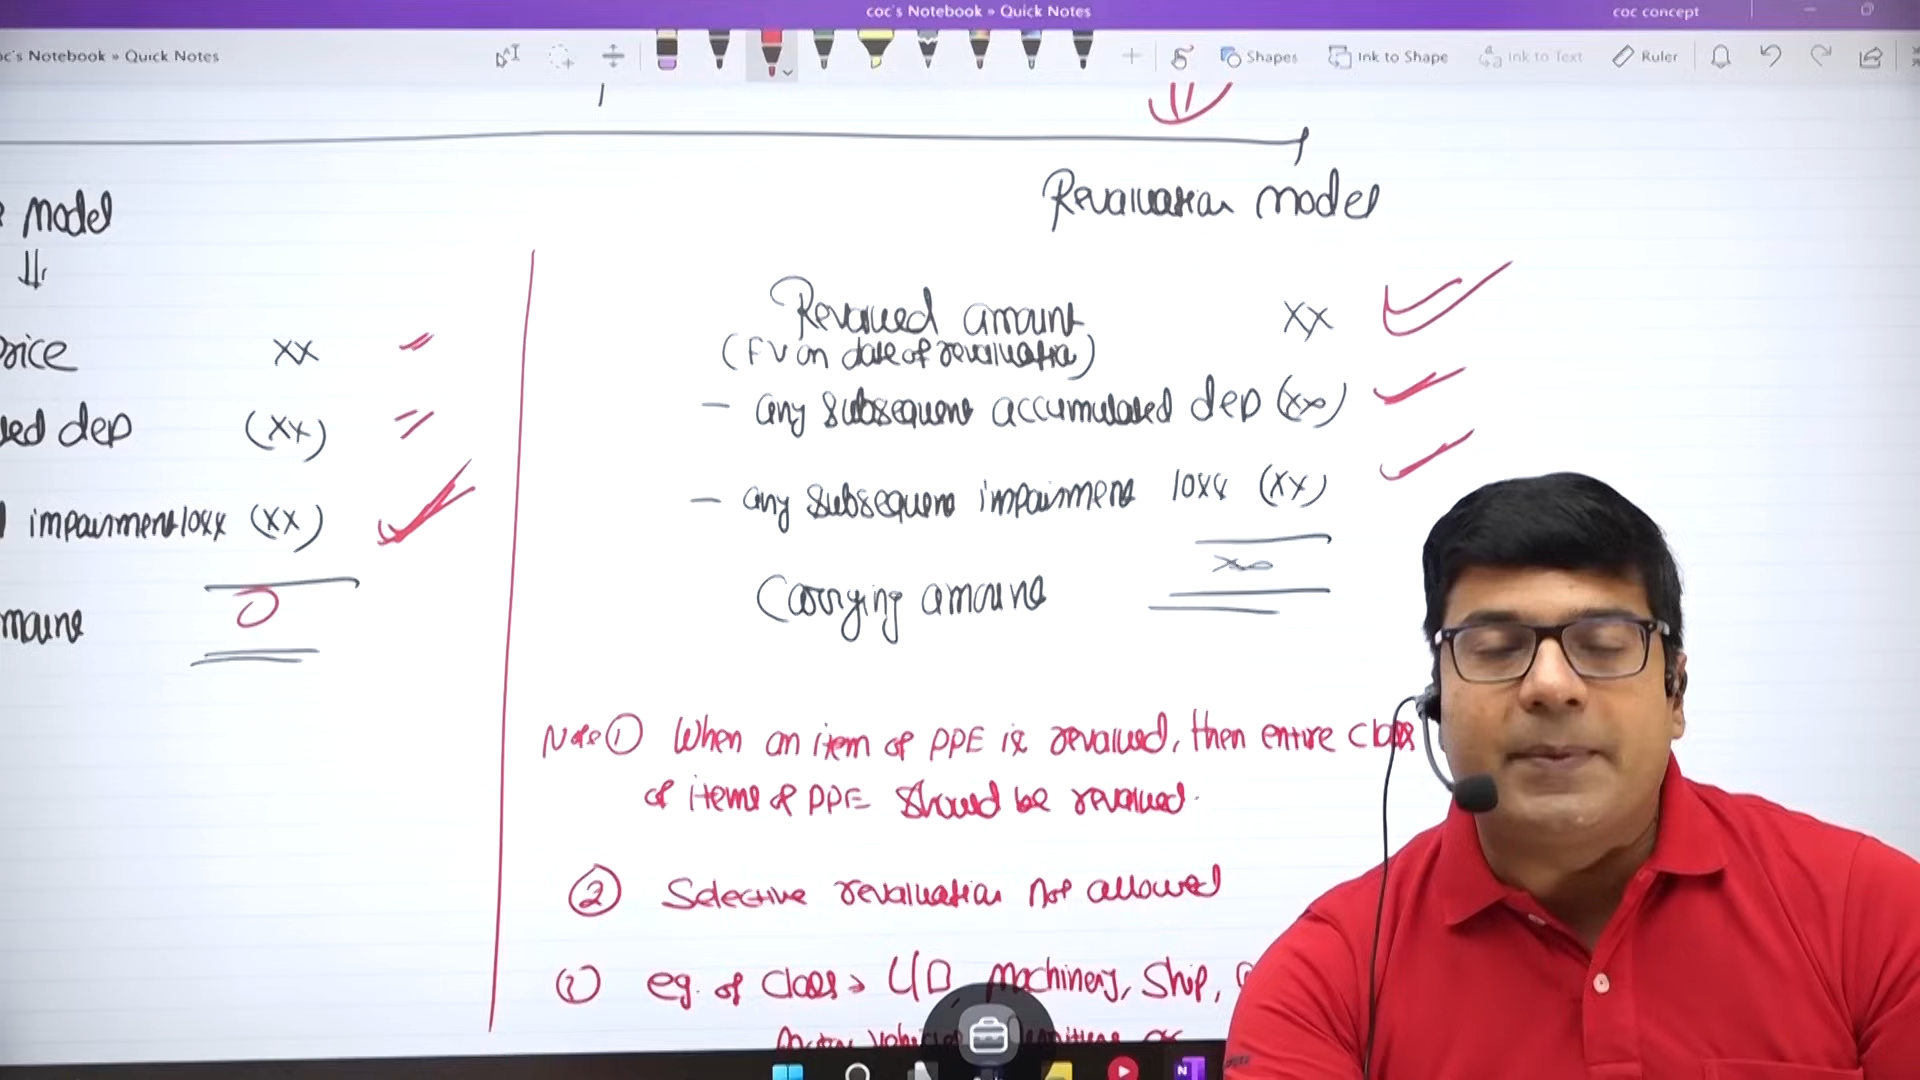 coc's Notebook » Quick Notes
coc concept
oc's Notebook » Quick Notes
Shapes
Ink to Shape
Ink to Text
Ruler
Model
Revaluation model
Revalued amount XX
(FV on date of revaluation)
rice XX
- any subsequent accumulated dep (XX)
ed dep (XX)
- any subsequent impairment loss (XX)
impairment loss (XX)
XX
Carrying amount
0
mount
Note ① When an item of PPE is revalued, then entire class
of items of PPE should be revalued.
② Selective revaluation not allowed
eg. of Class > L/B, Machinery, Ship,
Motor Vehicles